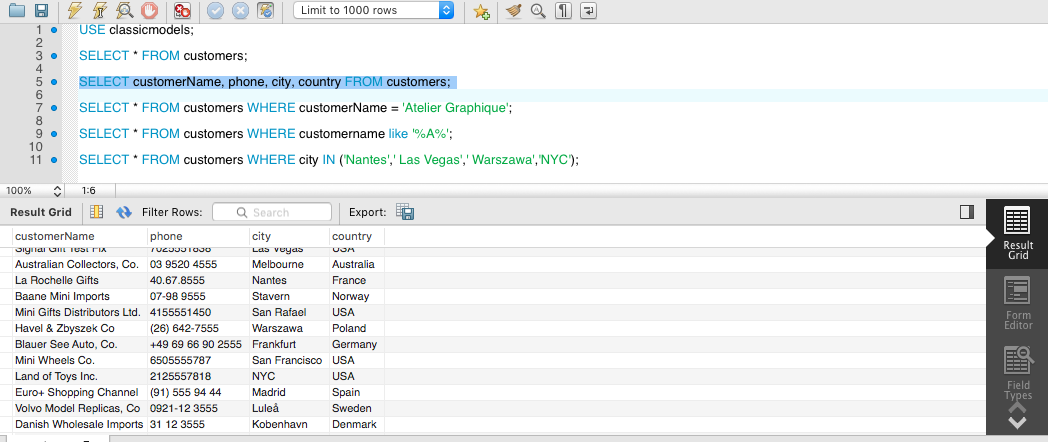 Limit to 1000 rows
1 USE classicmodels;
2
3 SELECT * FROM customers;
4
5 SELECT customerName, phone, city, country FROM customers;
6
7 SELECT * FROM customers WHERE customerName = 'Atelier Graphique';
8
9 SELECT * FROM customers WHERE customername like '%A%';
10
11 SELECT * FROM customers WHERE city IN ('Nantes',' Las Vegas',' Warszawa','NYC');
100% 1:6
Result Grid Filter Rows: Search Export:
customerName phone city country
Signal Gift Test Fix 7025551838 Las Vegas USA
Australian Collectors, Co. 03 9520 4555 Melbourne Australia
La Rochelle Gifts 40.67.8555 Nantes France
Baane Mini Imports 07-98 9555 Stavern Norway
Mini Gifts Distributors Ltd. 4155551450 San Rafael USA
Havel & Zbyszek Co (26) 642-7555 Warszawa Poland
Blauer See Auto, Co. +49 69 66 90 2555 Frankfurt Germany
Mini Wheels Co. 6505555787 San Francisco USA
Land of Toys Inc. 2125557818 NYC USA
Euro+ Shopping Channel (91) 555 94 44 Madrid Spain
Volvo Model Replicas, Co 0921-12 3555 Luleå Sweden
Danish Wholesale Imports 31 12 3555 Kobenhavn Denmark
Result
Grid
Form
Editor
Field
Types